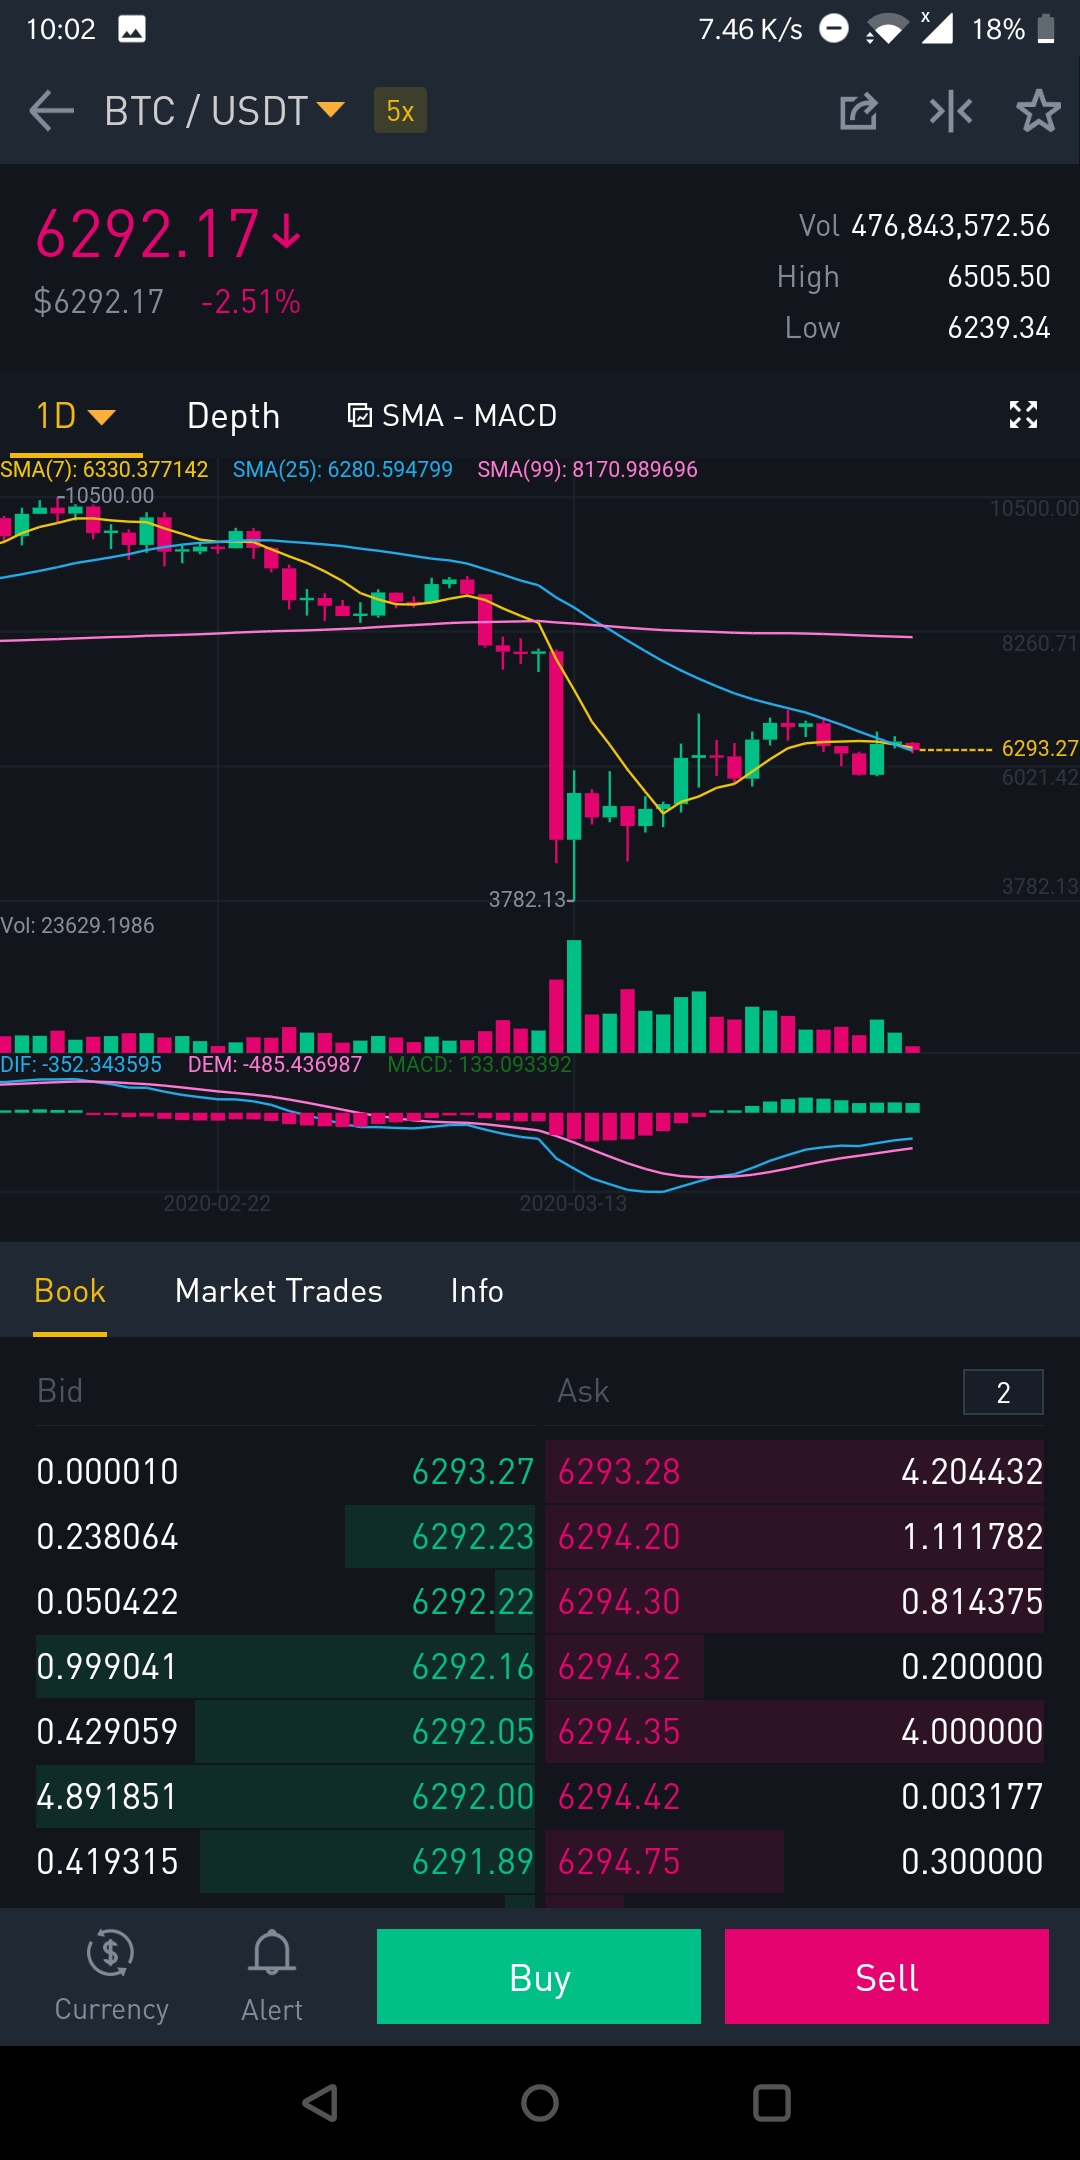 10:02 7.46 K/s x 18%
BTC / USDT 5x
6292.17↓
$6292.17 -2.51%
Vol 476,843,572.56
High 6505.50
Low 6239.34
1D Depth SMA - MACD
SMA(7): 6330.377142 SMA(25): 6280.594799 SMA(99): 8170.989696
10500.00
10500.00
8260.71
6293.27
6021.42
3782.13
3782.13
Vol: 23629.1986
DIF: -352.343595 DEM: -485.436987 MACD: 133.093392
2020-02-22 2020-03-13
Book Market Trades Info
Bid Ask 2
0.000010 6293.27 6293.28 4.204432
0.238064 6292.23 6294.20 1.111782
0.050422 6292.22 6294.30 0.814375
0.999041 6292.16 6294.32 0.200000
0.429059 6292.05 6294.35 4.000000
4.891851 6292.00 6294.42 0.003177
0.419315 6291.89 6294.75 0.300000
Currency Alert Buy Sell